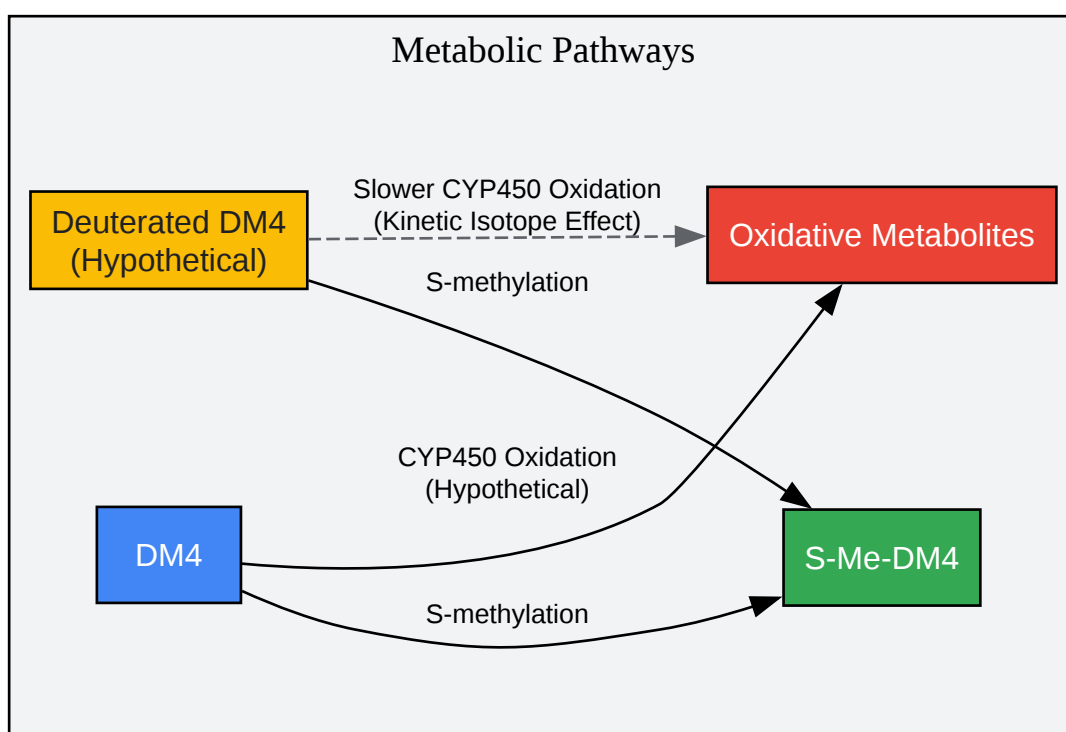 Metabolic Pathways
Slower CYP450 Oxidation
(Kinetic Isotope Effect)
Deuterated DM4
(Hypothetical)
Oxidative Metabolites
S-methylation
CYP450 Oxidation
(Hypothetical)
DM4
S-Me-DM4
S-methylation